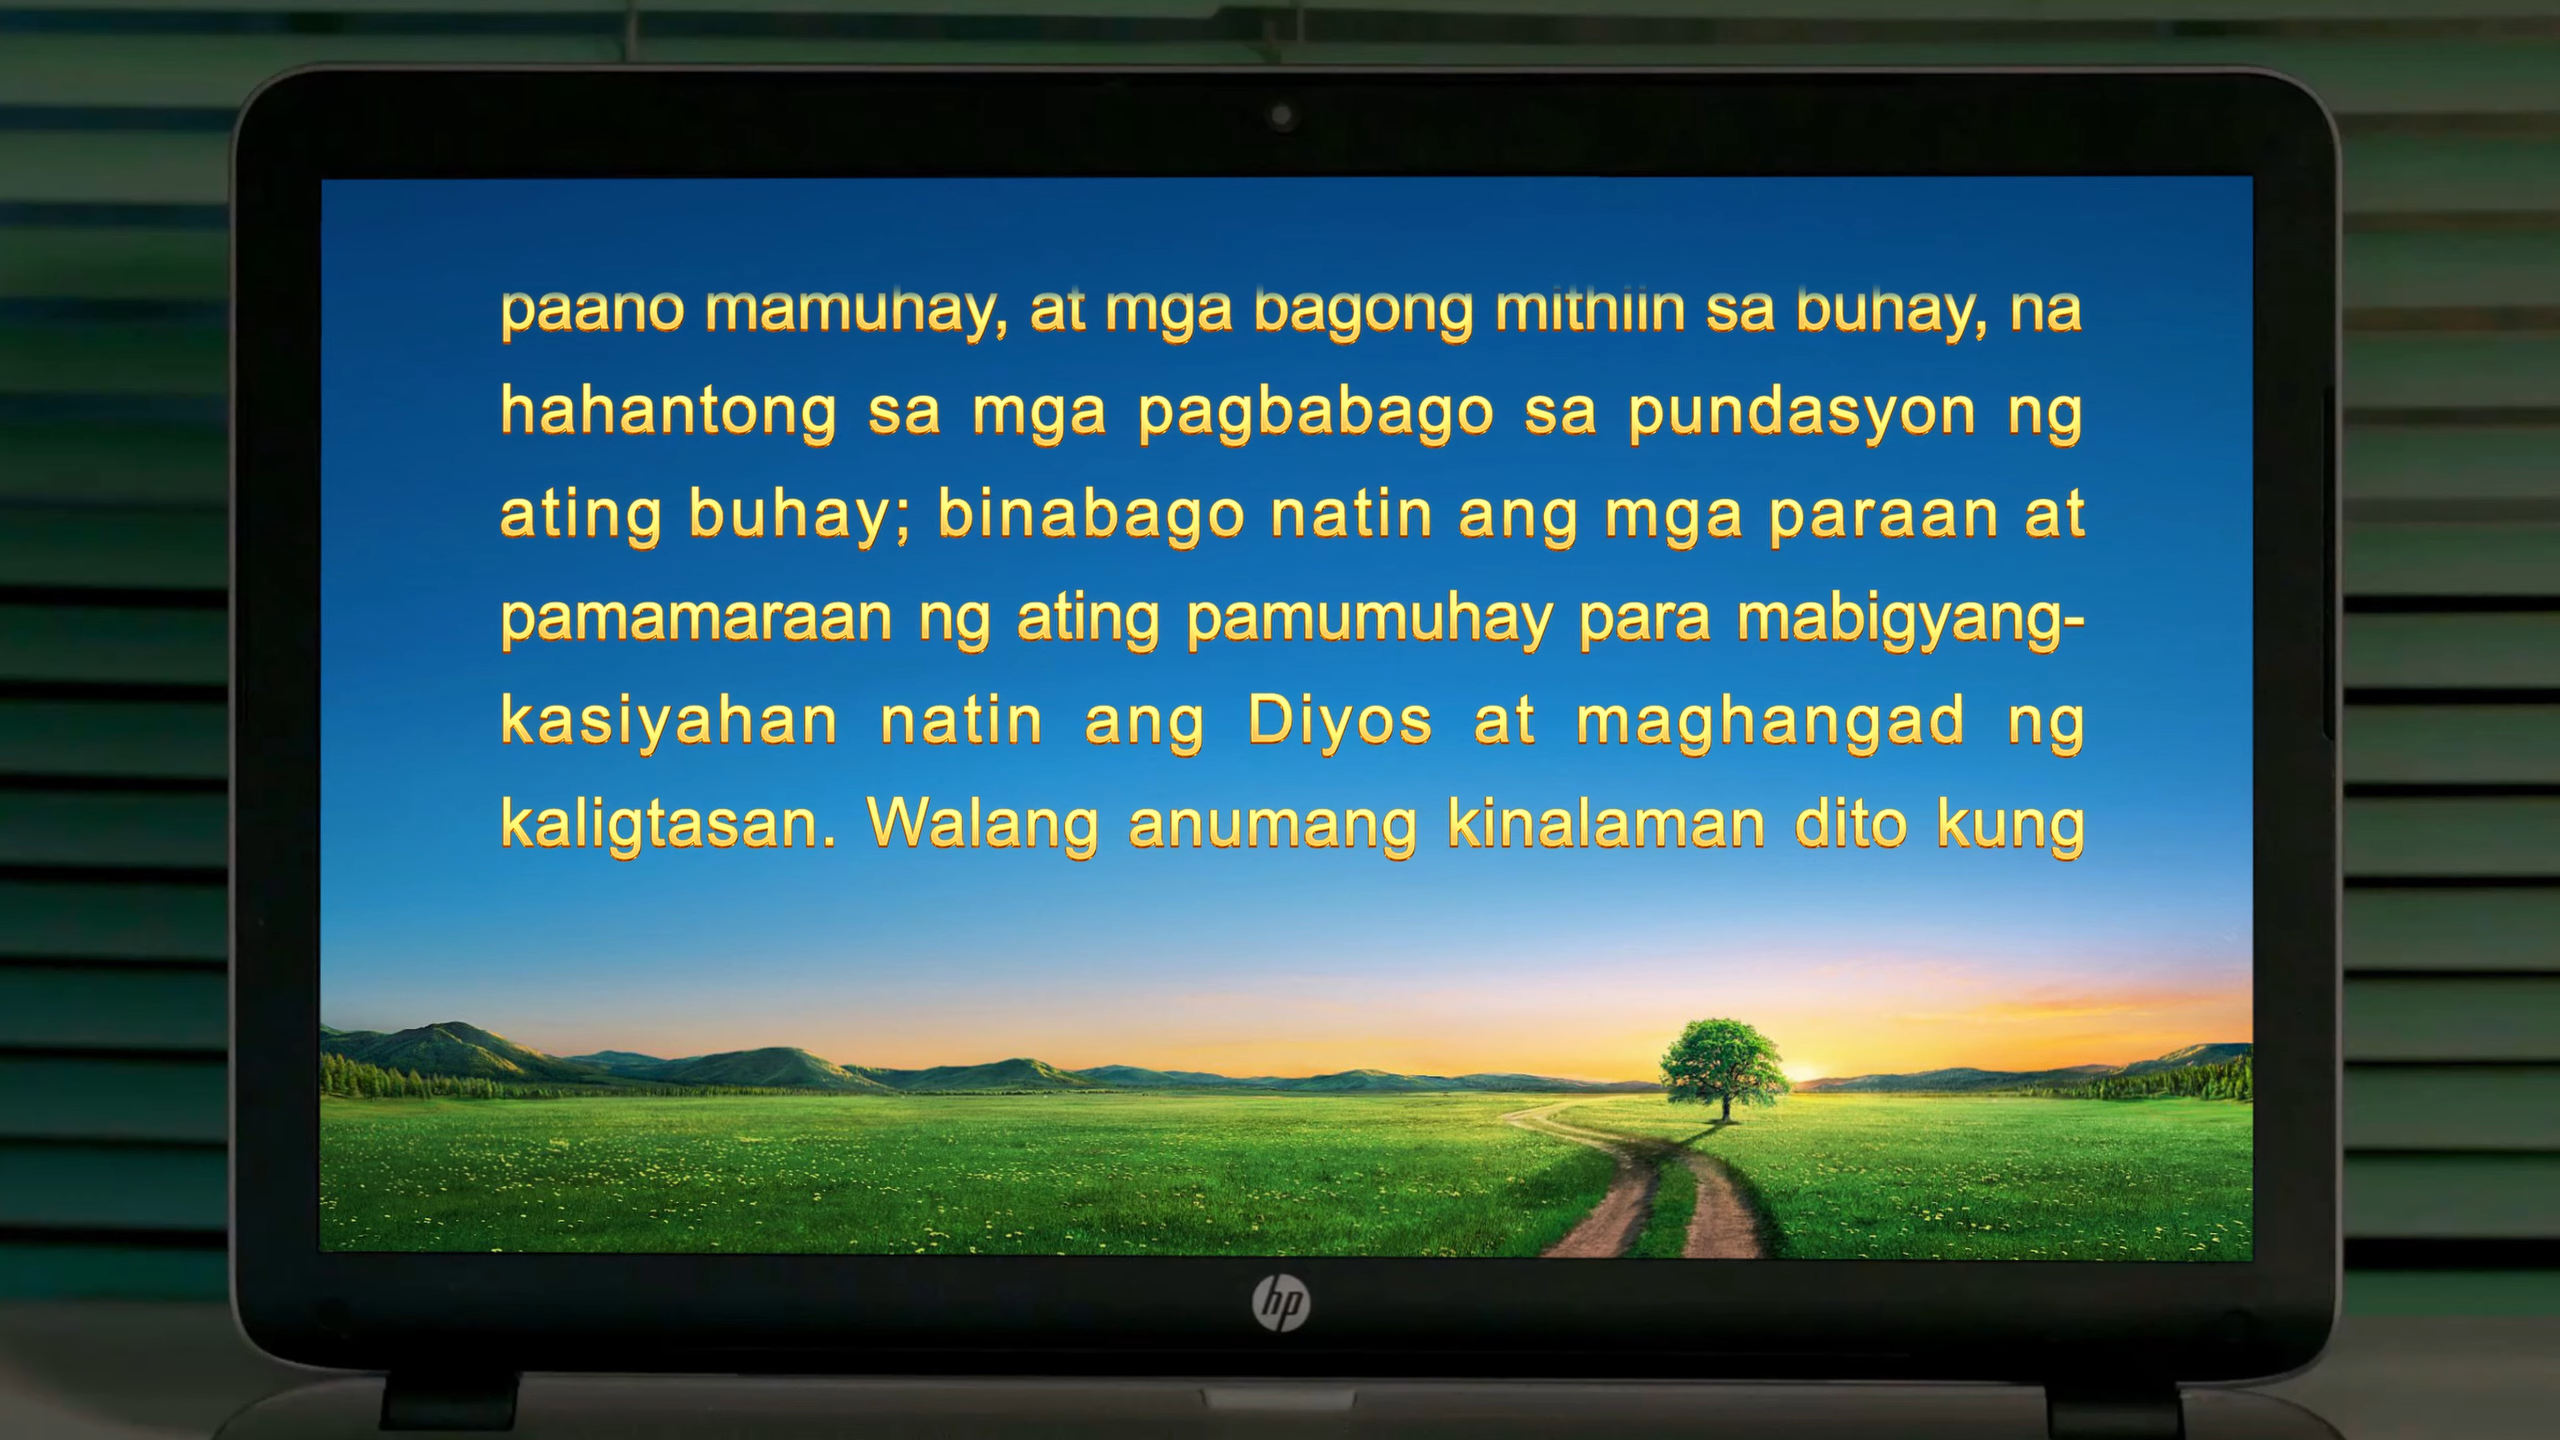 paano mamuhay, at mga bagong mithiin sa buhay, na
hahantong sa mga pagbabago sa pundasyon ng
ating buhay; binabago natin ang mga paraan at
pamamaraan ng ating pamumuhay para mabigyang-
kasiyahan natin ang Diyos at maghangad ng
kaligtasan. Walang anumang kinalaman dito kung
hp